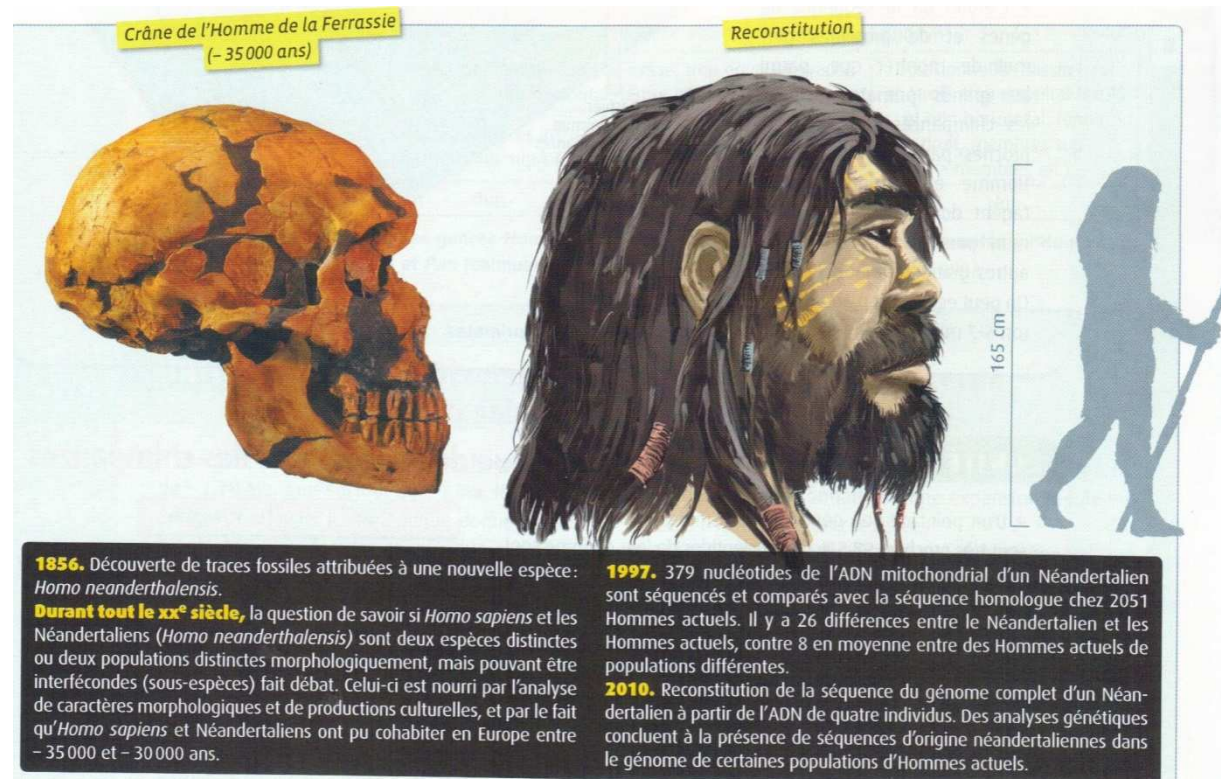 Crâne de l'Homme de la Ferrassie
(– 35 000 ans)
Reconstitution
165 cm
1856. Découverte de traces fossiles attribuées à une nouvelle espèce :
Homo neanderthalensis.
Durant tout le XXe siècle, la question de savoir si Homo sapiens et les
Néandertaliens (Homo neanderthalensis) sont deux espèces distinctes
ou deux populations distinctes morphologiquement, mais pouvant être
interfécondes (sous-espèces) fait débat. Celui-ci est nourri par l'analyse
de caractères morphologiques et de productions culturelles, et par le fait
qu'Homo sapiens et Néandertaliens ont pu cohabiter en Europe entre
– 35 000 et – 30 000 ans.
1997. 379 nucléotides de l'ADN mitochondrial d'un Néandertalien
sont séquencés et comparés avec la séquence homologue chez 2051
Hommes actuels. Il y a 26 différences entre le Néandertalien et les
Hommes actuels, contre 8 en moyenne entre des Hommes actuels de
populations différentes.
2010. Reconstitution de la séquence du génome complet d'un Néan-
dertalien à partir de l'ADN de quatre individus. Des analyses génétiques
concluent à la présence de séquences d'origine néandertaliennes dans
le génome de certaines populations d'Hommes actuels.